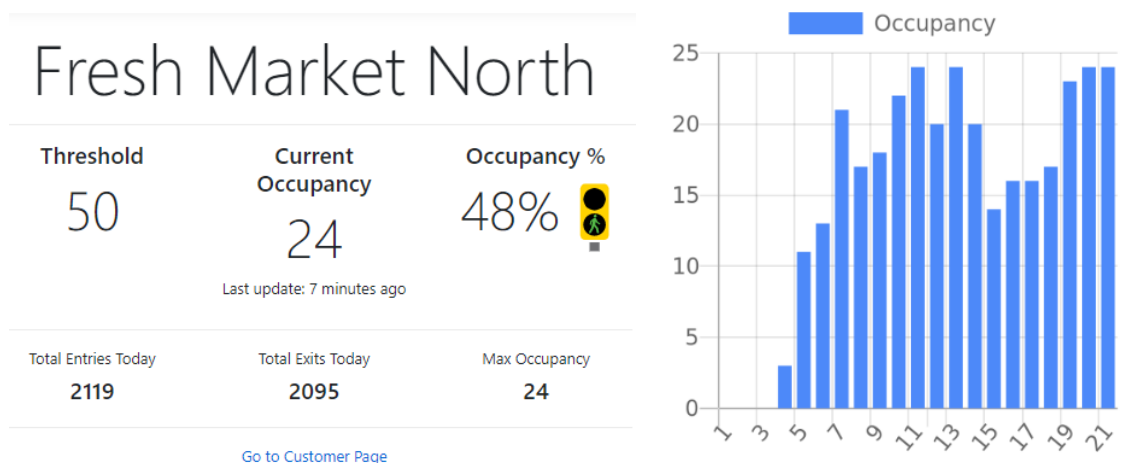 Fresh Market North
Threshold
50
Current
Occupancy
24
Last update: 7 minutes ago
Occupancy %
48%
Total Entries Today
2119
Total Exits Today
2095
Max Occupancy
24
Go to Customer Page
Occupancy
25
20
15
10
5
0
1
3
5
7
9
11
13
15
17
19
21